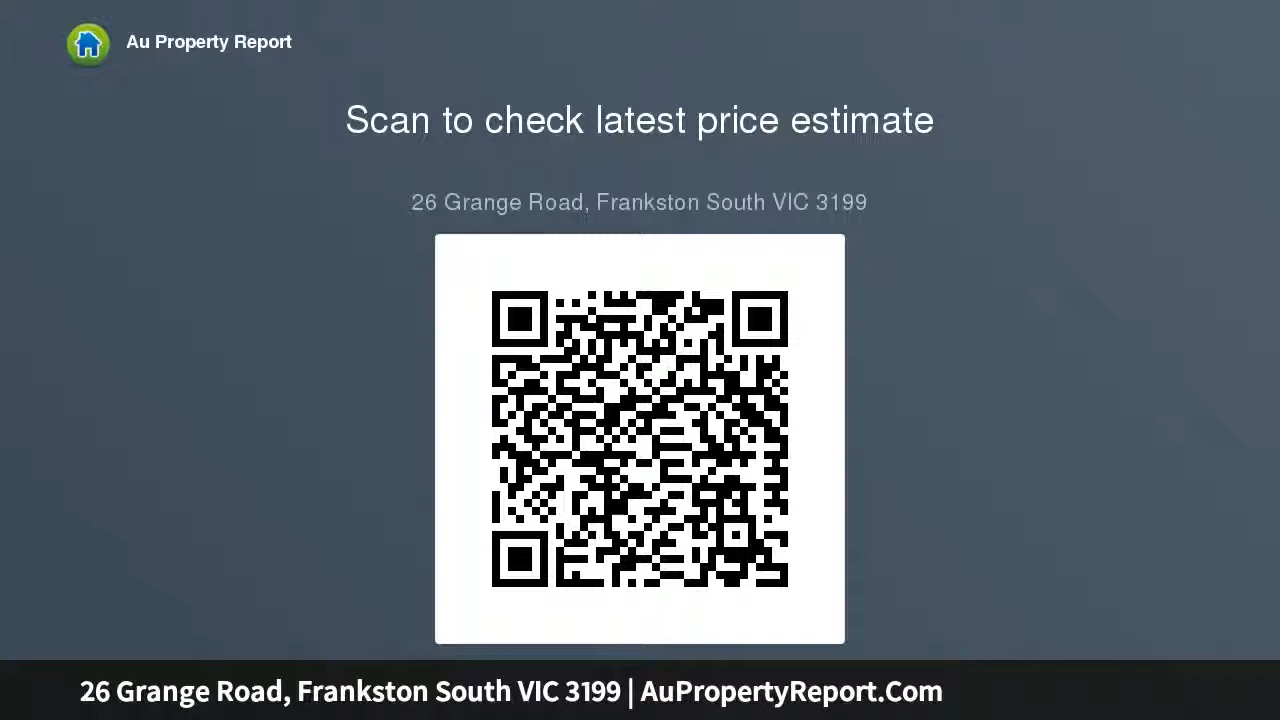 Au Property Report
Scan to check latest price estimate
26 Grange Road, Frankston South VIC 3199
26 Grange Road, Frankston South VIC 3199 | AuPropertyReport.Com